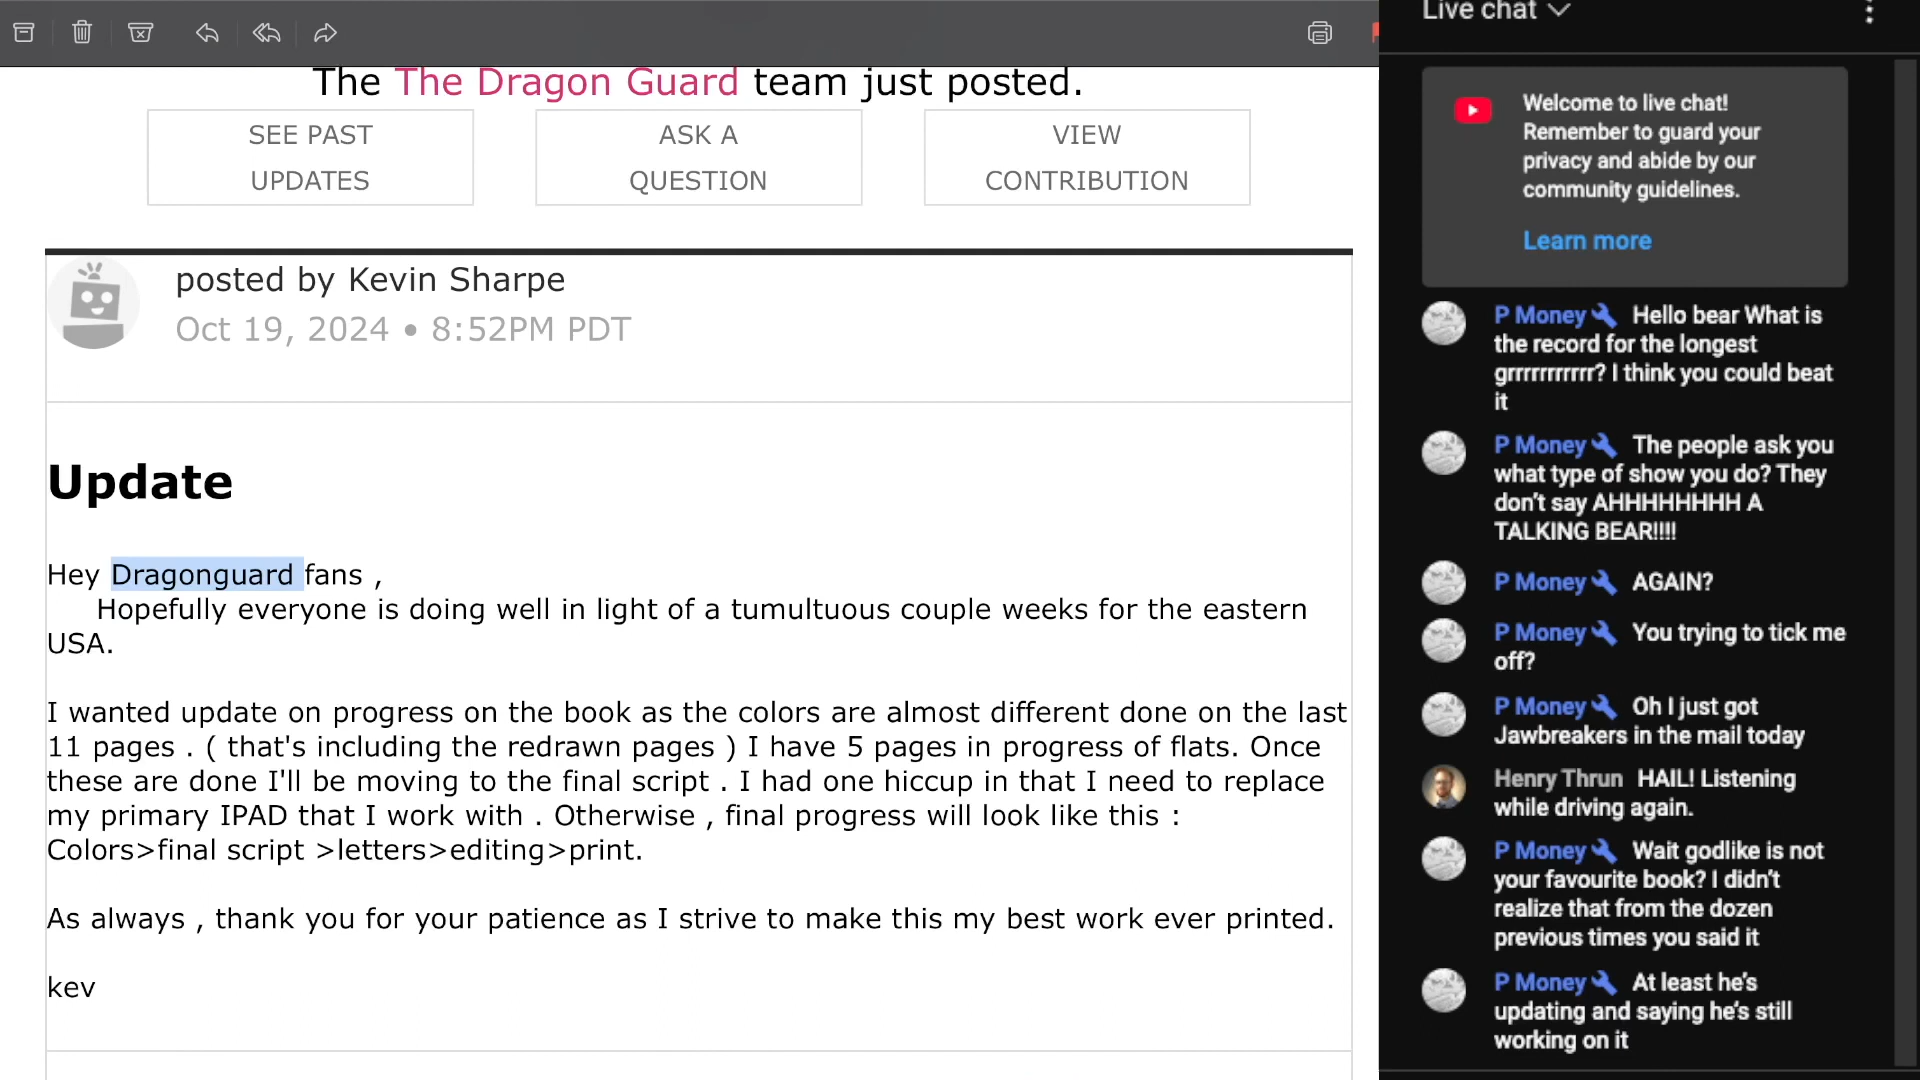 The The Dragon Guard team just posted.
SEE PAST
UPDATES
ASK A
QUESTION
VIEW
CONTRIBUTION
posted by Kevin Sharpe
Oct 19, 2024 • 8:52PM PDT
Update
Hey Dragonguard fans ,
Hopefully everyone is doing well in light of a tumultuous couple weeks for the eastern
USA.
I wanted update on progress on the book as the colors are almost different done on the last
11 pages . ( that's including the redrawn pages ) I have 5 pages in progress of flats. Once
these are done I'll be moving to the final script . I had one hiccup in that I need to replace
my primary IPAD that I work with . Otherwise , final progress will look like this :
Colors>final script >letters>editing>print.
As always , thank you for your patience as I strive to make this my best work ever printed.
kev
Live chat
Welcome to live chat!
Remember to guard your
privacy and abide by our
community guidelines.
Learn more
P Money Hello bear What is
the record for the longest
grrrrrrrrrrr? I think you could beat
it
P Money The people ask you
what type of show you do? They
don't say AHHHHHHHH A
TALKING BEAR!!!!
P Money AGAIN?
P Money You trying to tick me
off?
P Money Oh I just got
Jawbreakers in the mail today
Henry Thrun HAIL! Listening
while driving again.
P Money Wait godlike is not
your favourite book? I didn't
realize that from the dozen
previous times you said it
P Money At least he's
updating and saying he's still
working on it